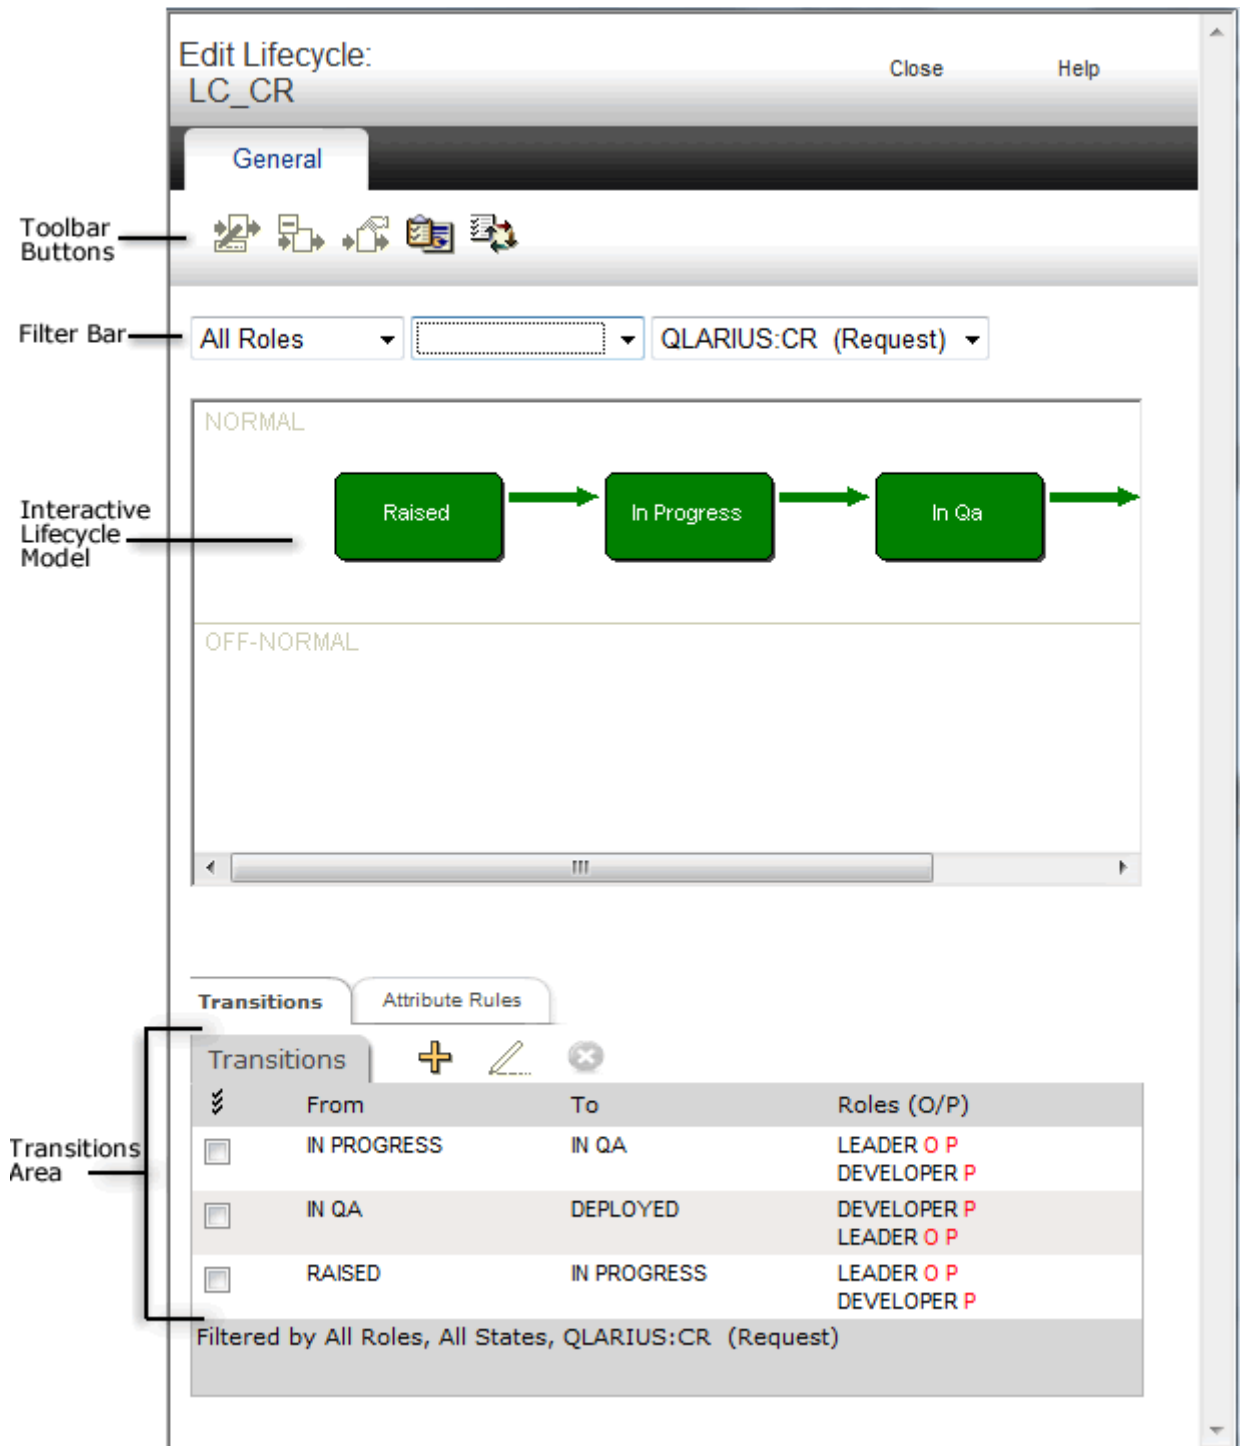 Edit Lifecycle:
LC_CR
Close
Help
General
Toolbar
Buttons
Filter Bar
All Roles
QLARIUS:CR (Request)
NORMAL
Interactive
Lifecycle
Model
Raised
In Progress
In Qa
OFF-NORMAL
Transitions
Attribute Rules
Transitions
From To Roles (O/P)
Transitions
Area
IN PROGRESS IN QA LEADER O P
DEVELOPER P
IN QA DEPLOYED DEVELOPER P
LEADER O P
RAISED IN PROGRESS LEADER O P
DEVELOPER P
Filtered by All Roles, All States, QLARIUS:CR (Request)